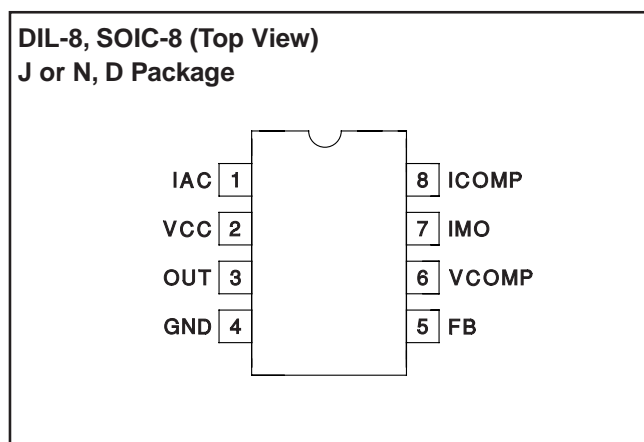 DIL-8, SOIC-8 (Top View)
J or N, D Package
IAC 1 8 ICOMP
VCC 2 7 IMO
OUT 3 6 VCOMP
GND 4 5 FB